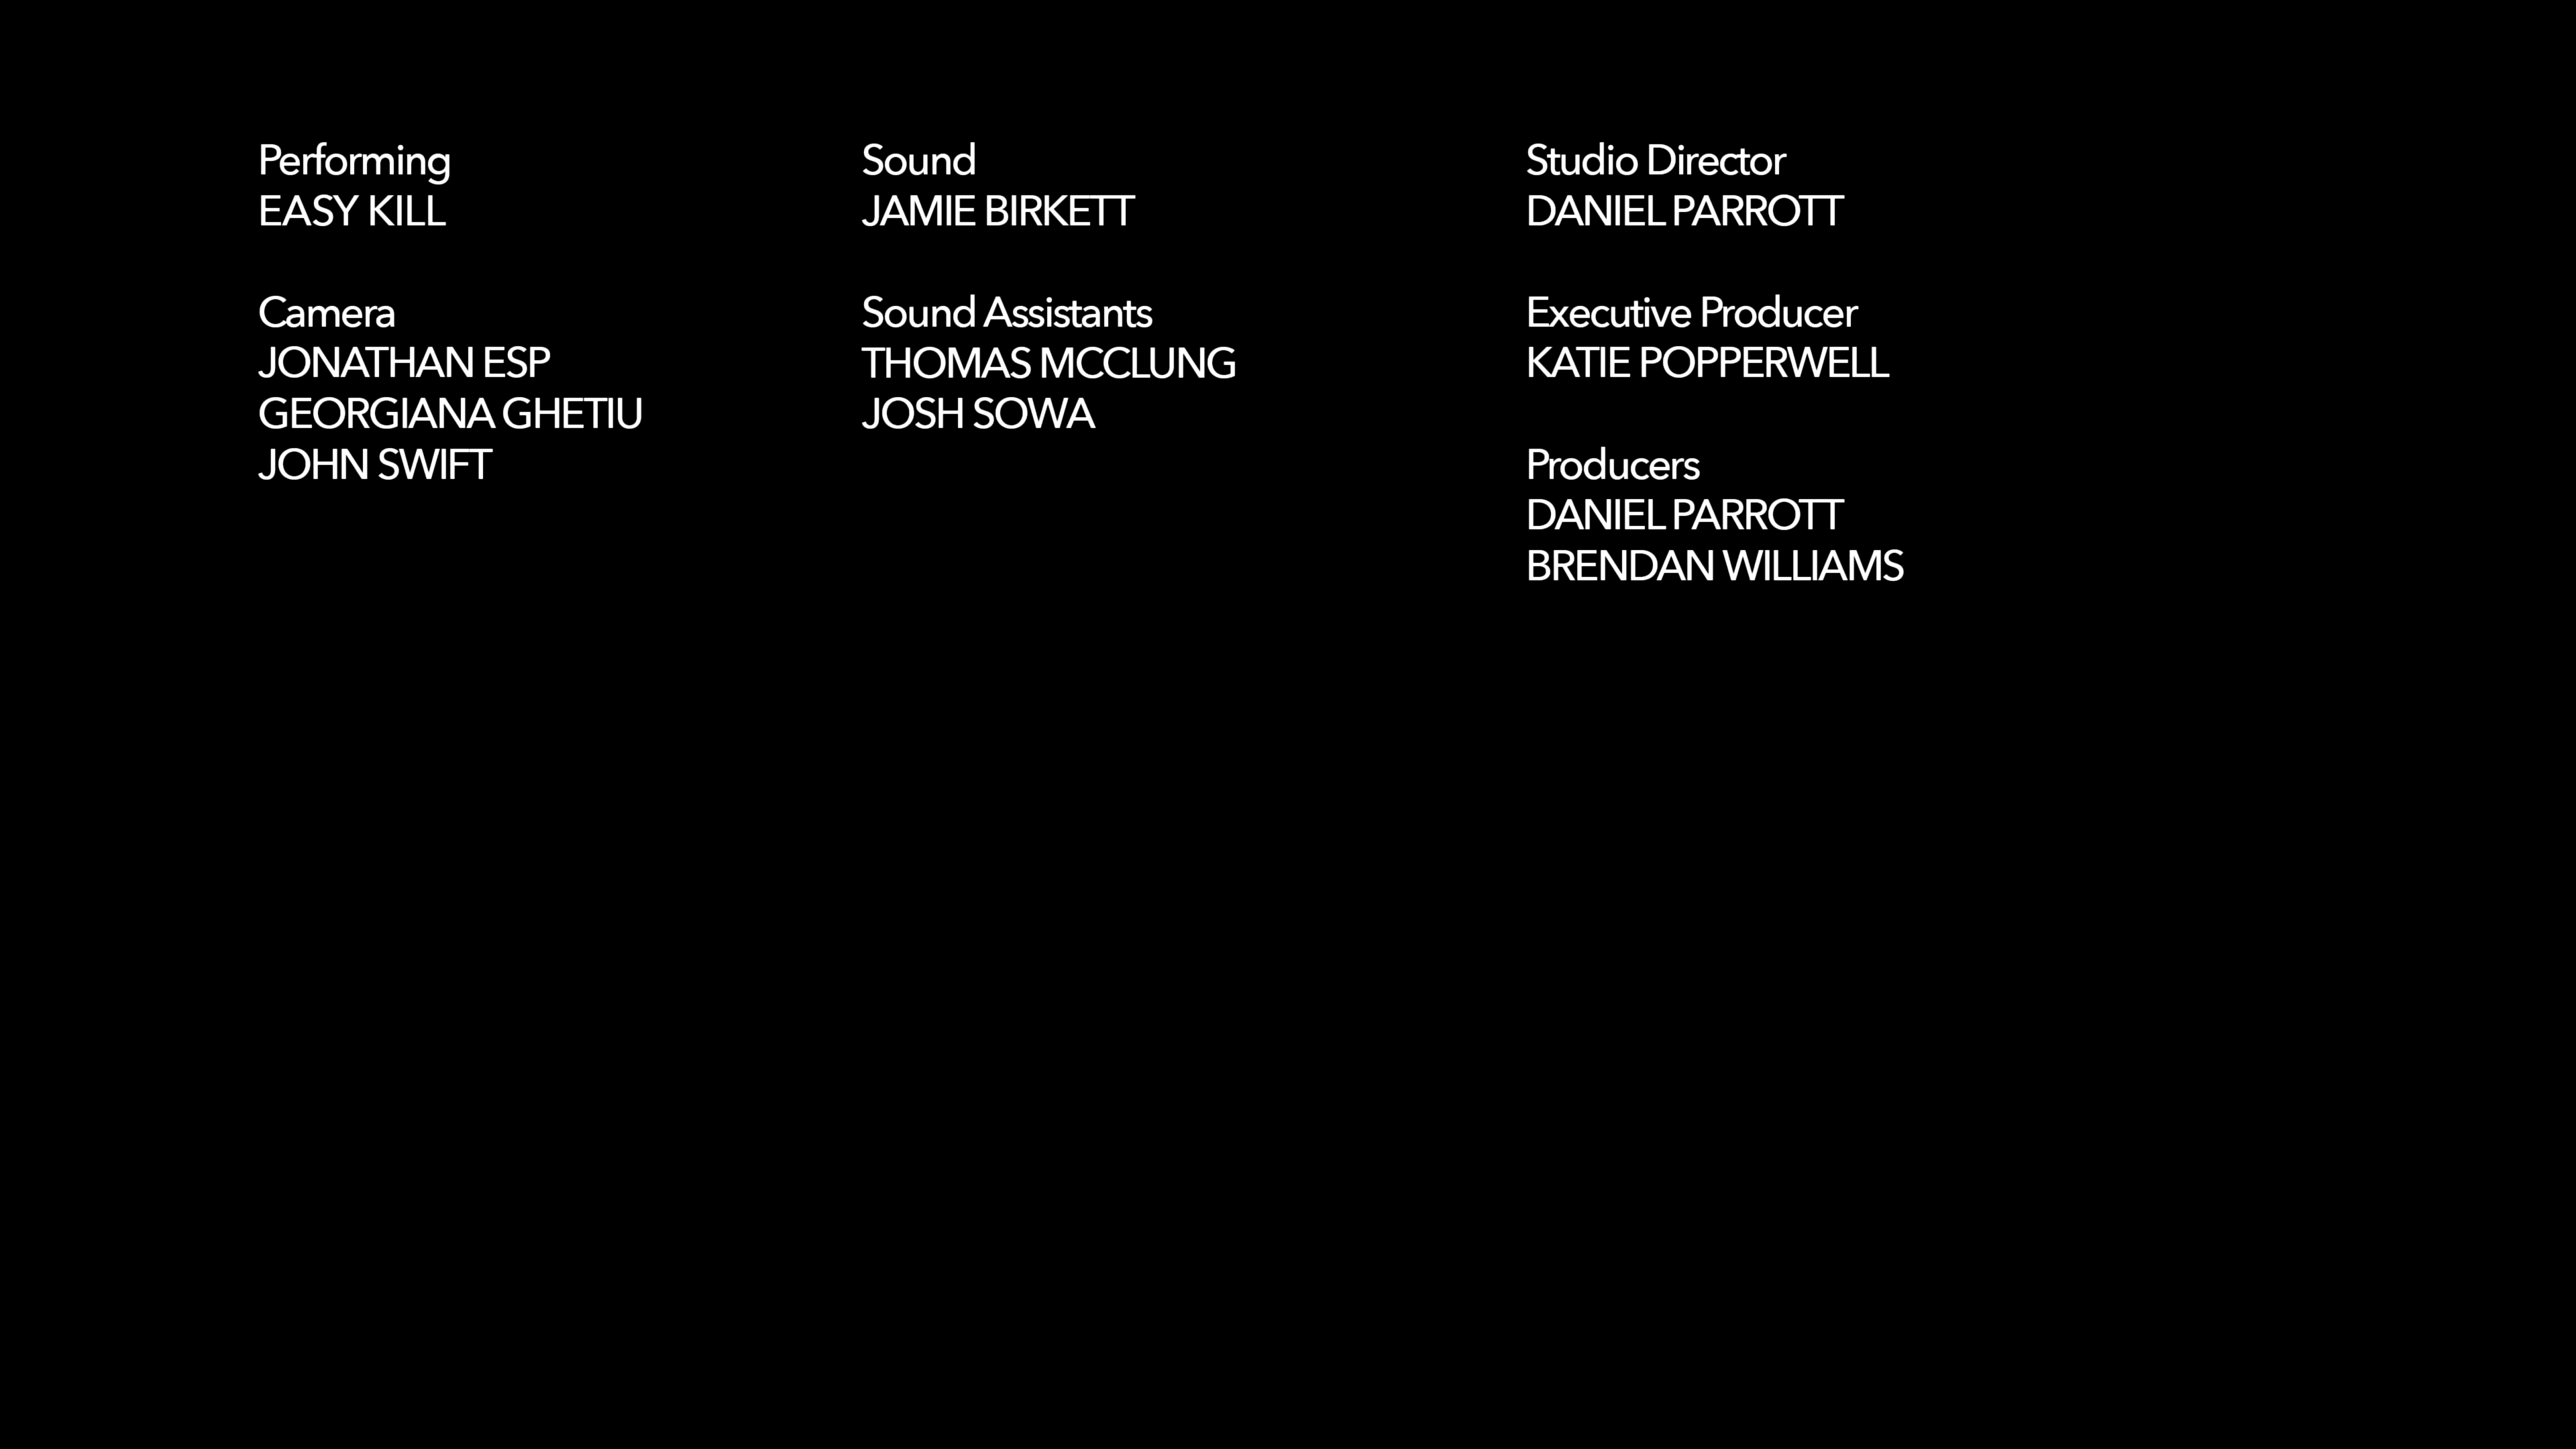 Performing
EASY KILL
Camera
JONATHAN ESP
GEORGIANA GHETIU
JOHN SWIFT
Sound
JAMIE BIRKETT
Sound Assistants
THOMAS MCCLUNG
JOSH SOWA
Studio Director
DANIEL PARROTT
Executive Producer
KATIE POPPERWELL
Producers
DANIEL PARROTT
BRENDAN WILLIAMS